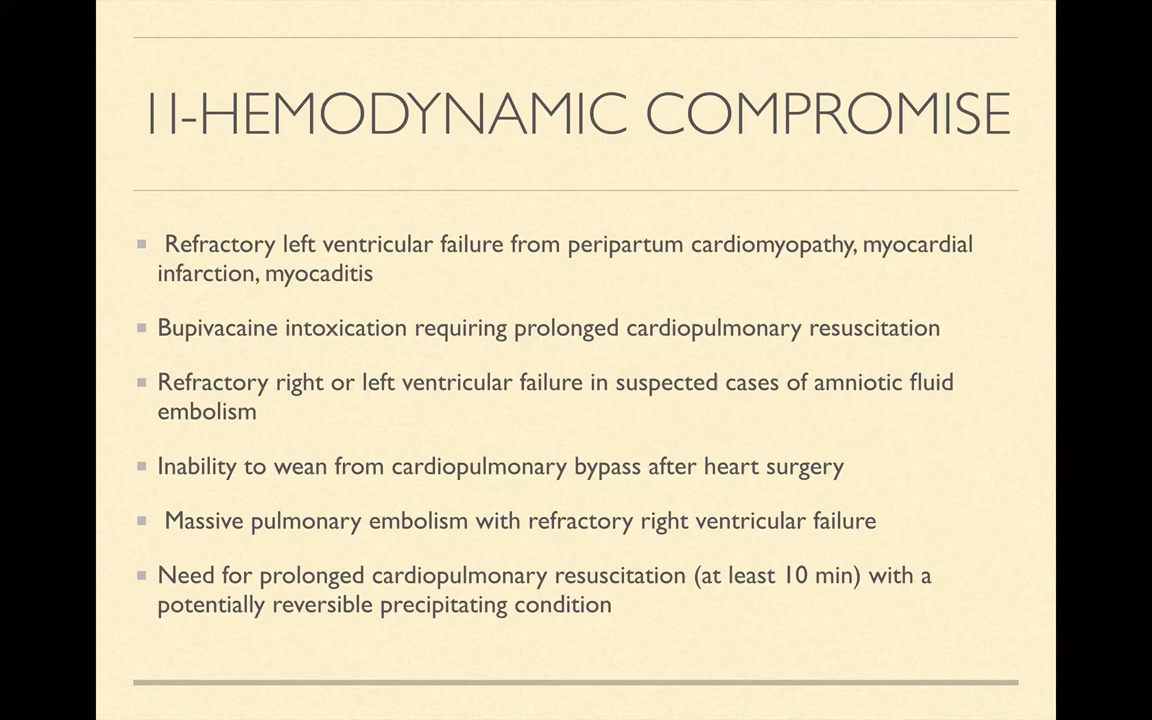 11-HEMODYNAMIC COMPROMISE
Refractory left ventricular failure from peripartum cardiomyopathy, myocardial
infarction, myocaditis
Bupivacaine intoxication requiring prolonged cardiopulmonary resuscitation
Refractory right or left ventricular failure in suspected cases of amniotic fluid
embolism
Inability to wean from cardiopulmonary bypass after heart surgery
Massive pulmonary embolism with refractory right ventricular failure
Need for prolonged cardiopulmonary resuscitation (at least 10 min) with a
potentially reversible precipitating condition